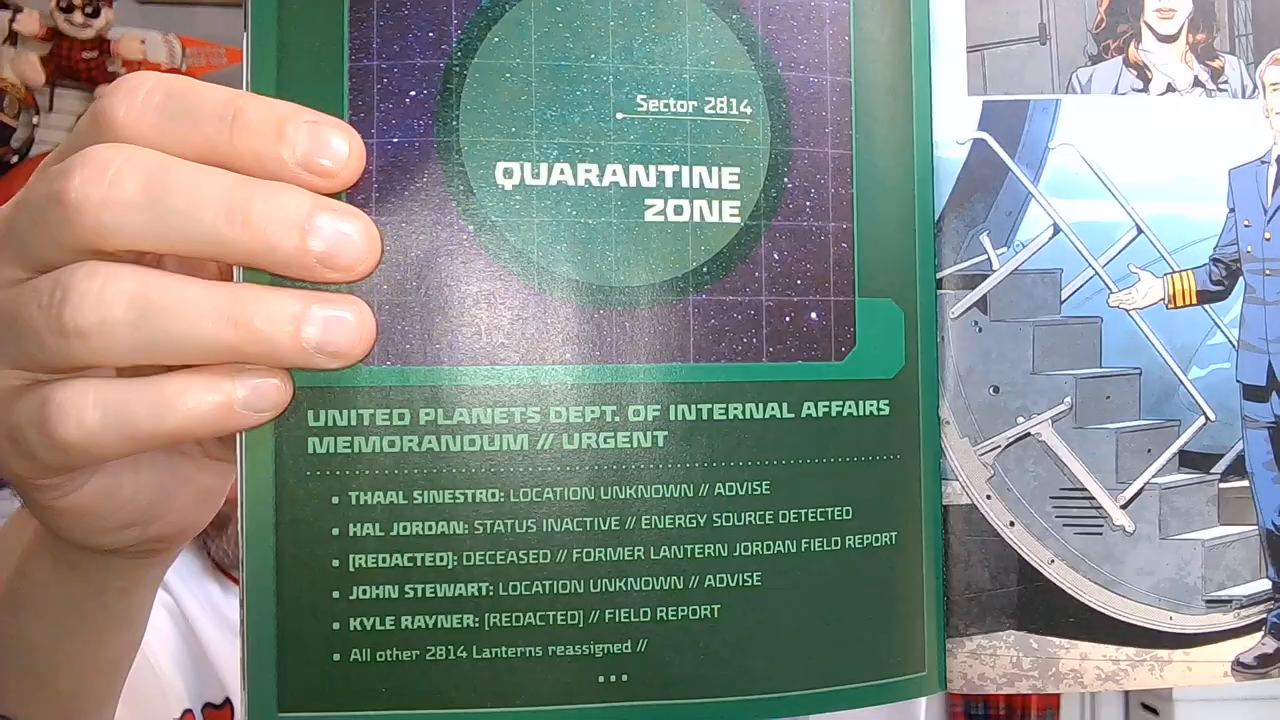 Sector 2814
QUARANTINE
ZONE
UNITED PLANETS DEPT. OF INTERNAL AFFAIRS
MEMORANDUM // URGENT
▪ THAAL SINESTRO: LOCATION UNKNOWN // ADVISE
▪ HAL JORDAN: STATUS INACTIVE // ENERGY SOURCE DETECTED
▪ [REDACTED]: DECEASED // FORMER LANTERN JORDAN FIELD REPORT
▪ JOHN STEWART: LOCATION UNKNOWN // ADVISE
▪ KYLE RAYNER: [REDACTED] // FIELD REPORT
▪ All other 2814 Lanterns reassigned //
...